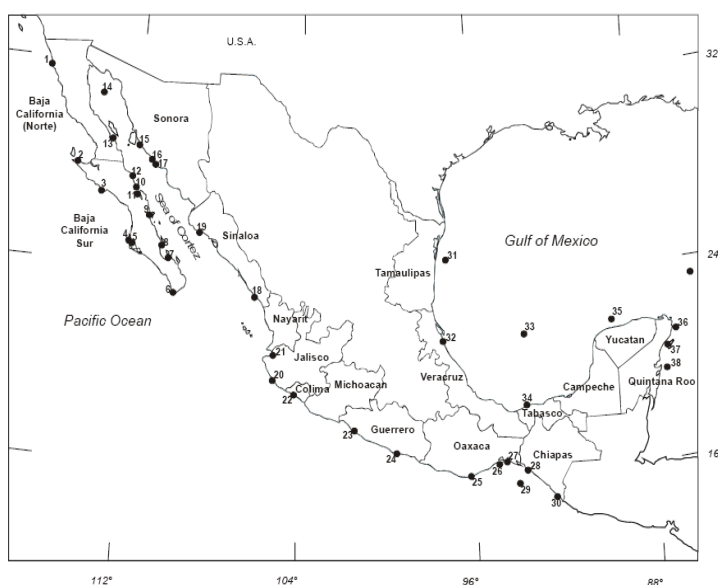 U.S.A.
32
1
14
Baja
California
(Norte)
Sonora
13
15
16
17
2
12
3
10
11
Sea of Cortez
9
Baja
California
Sur
19
Sinaloa
4
5
8
7
Gulf of Mexico
24
31
Tamaulipas
6
18
Pacific Ocean
Nayarit
35
36
33
32
Yucatan
37
21
Jalisco
38
20
Colima
Michoacan
Veracruz
Campeche
Quintana Roo
22
34
Tabasco
23
Guerrero
Oaxaca
16
24
27
Chiapas
26
28
25
29
30
112°
104°
96°
88°